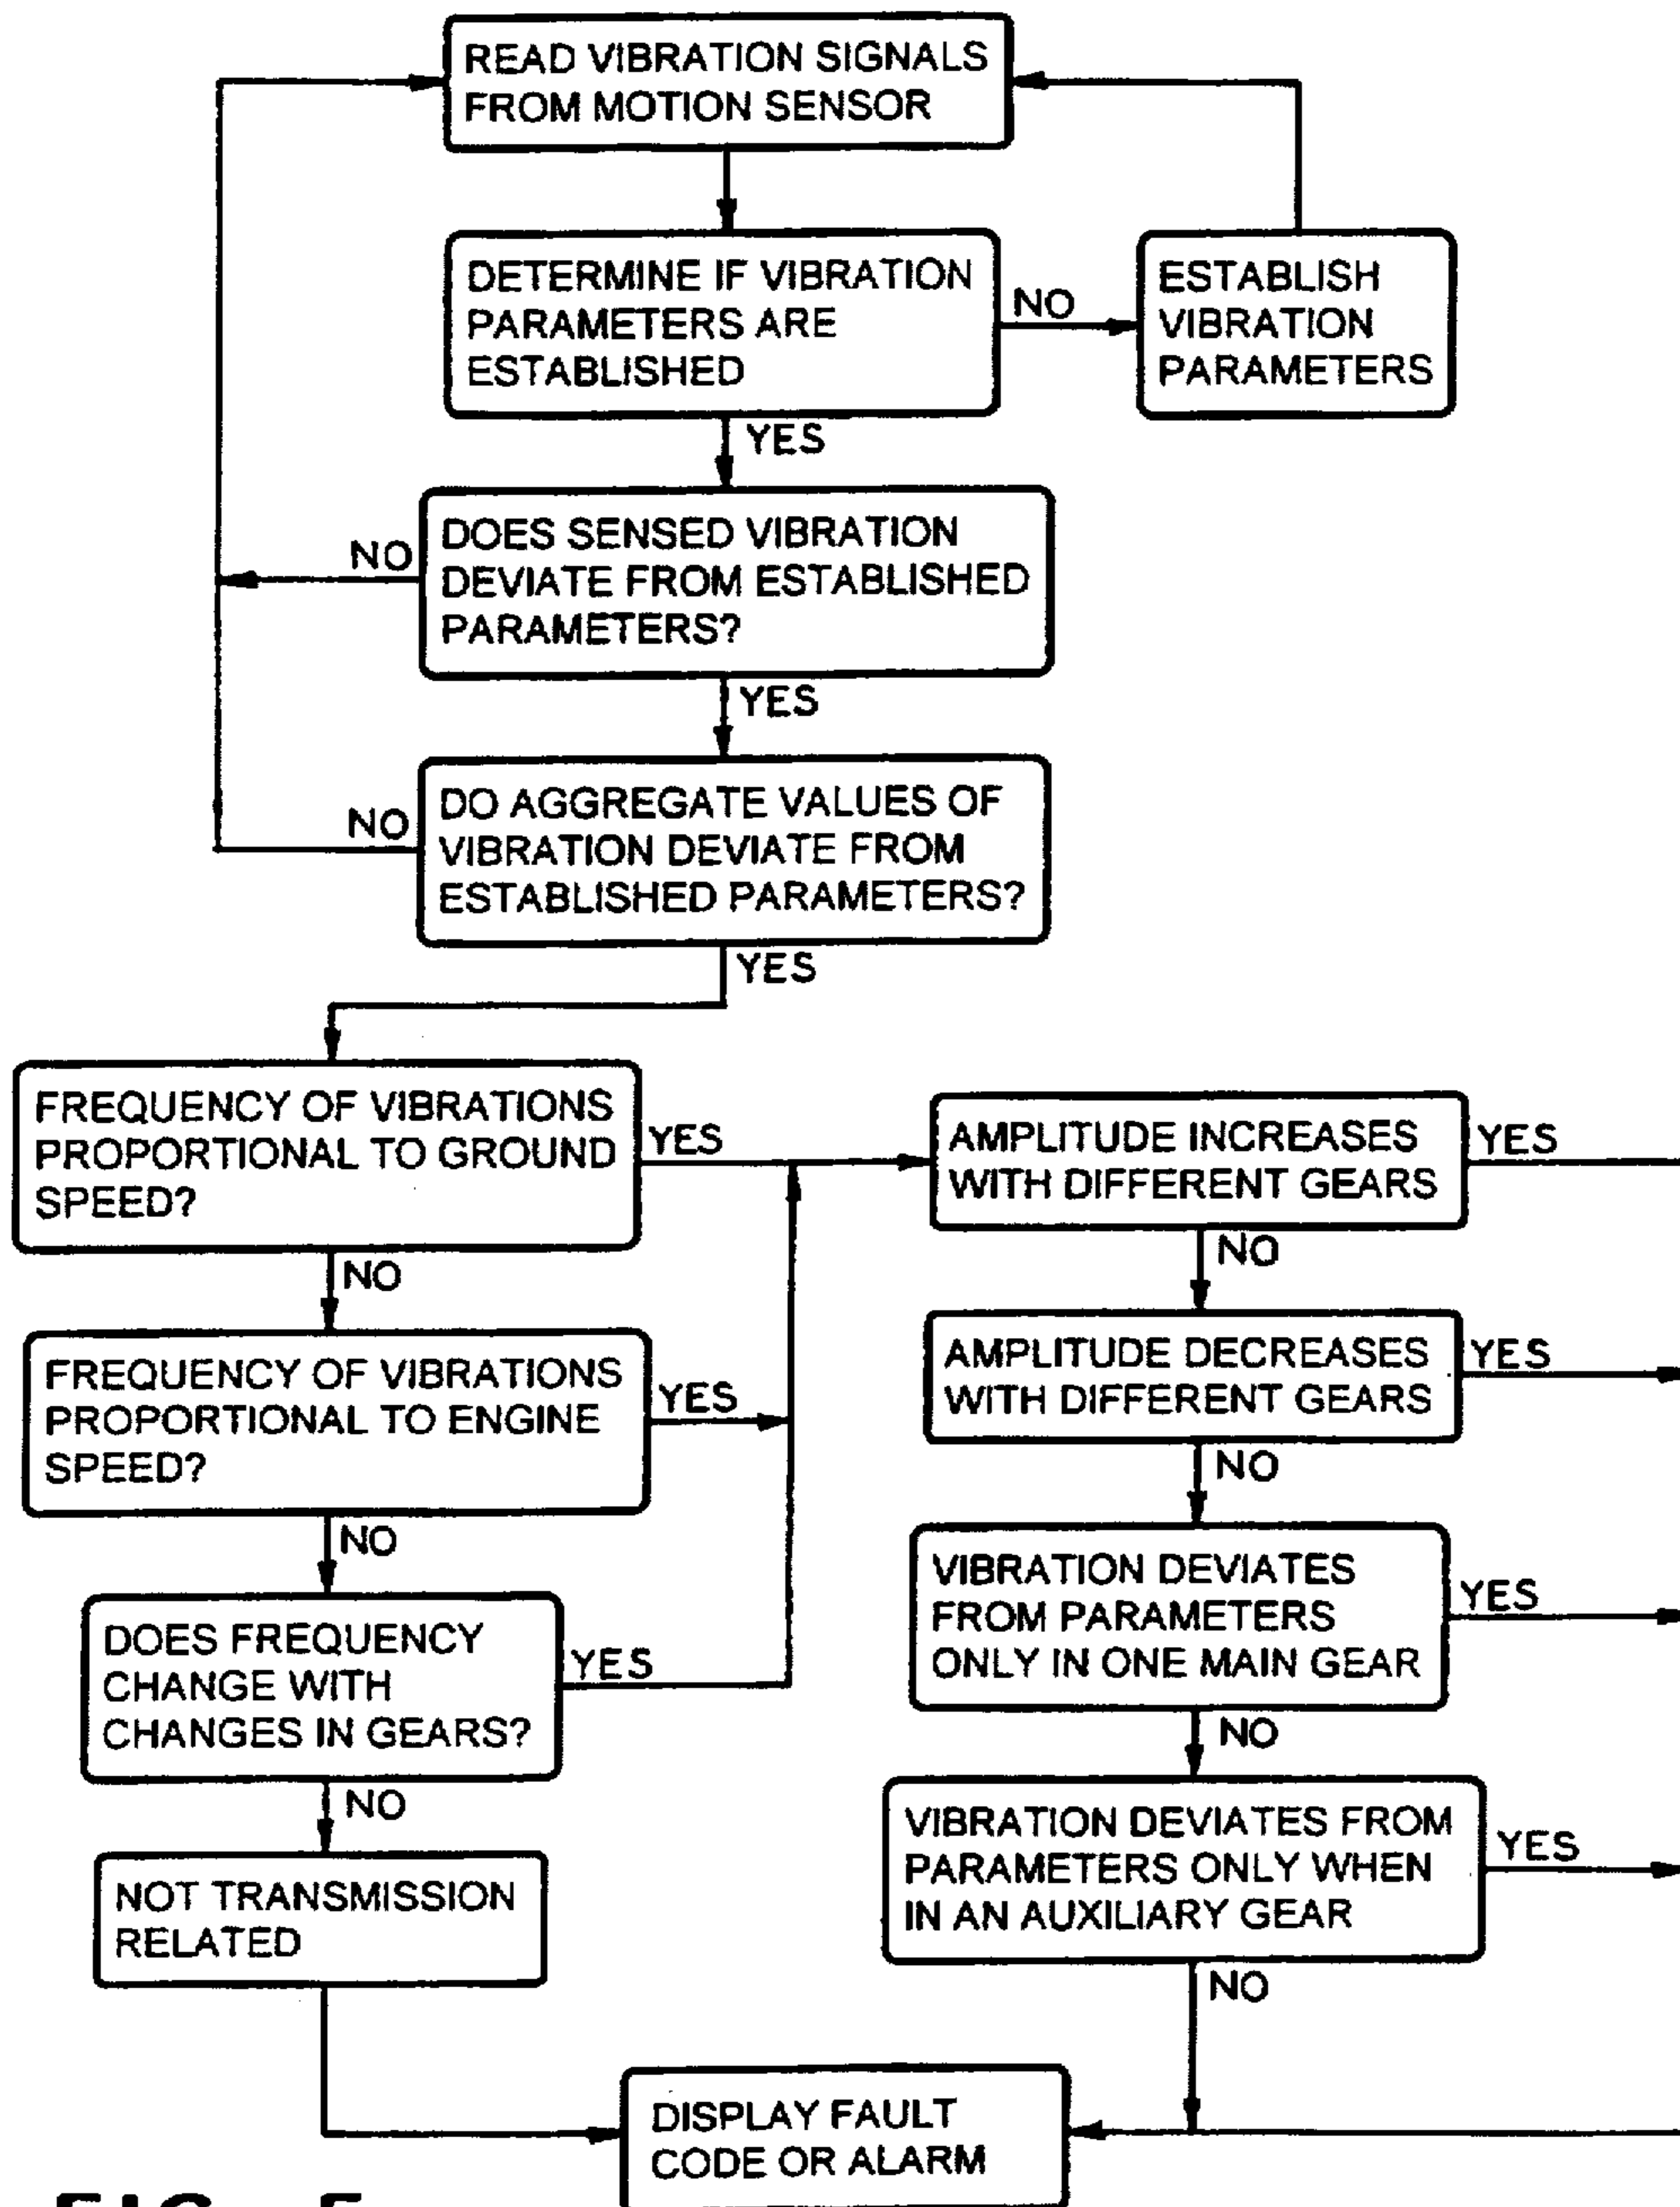 READ VIBRATION SIGNALS
FROM MOTION SENSOR
DETERMINE IF VIBRATION
PARAMETERS ARE
ESTABLISHED
NO
ESTABLISH
VIBRATION
PARAMETERS
YES
DOES SENSED VIBRATION
DEVIATE FROM ESTABLISHED
PARAMETERS?
NO
YES
DO AGGREGATE VALUES OF
VIBRATION DEVIATE FROM
ESTABLISHED PARAMETERS?
NO
YES
FREQUENCY OF VIBRATIONS
PROPORTIONAL TO GROUND
SPEED?
YES
NO
FREQUENCY OF VIBRATIONS
PROPORTIONAL TO ENGINE
SPEED?
YES
NO
DOES FREQUENCY
CHANGE WITH
CHANGES IN GEARS?
YES
NO
NOT TRANSMISSION
RELATED
AMPLITUDE INCREASES
WITH DIFFERENT GEARS
YES
NO
AMPLITUDE DECREASES
WITH DIFFERENT GEARS
YES
NO
VIBRATION DEVIATES
FROM PARAMETERS
ONLY IN ONE MAIN GEAR
YES
NO
VIBRATION DEVIATES FROM
PARAMETERS ONLY WHEN
IN AN AUXILIARY GEAR
YES
NO
DISPLAY FAULT
CODE OR ALARM